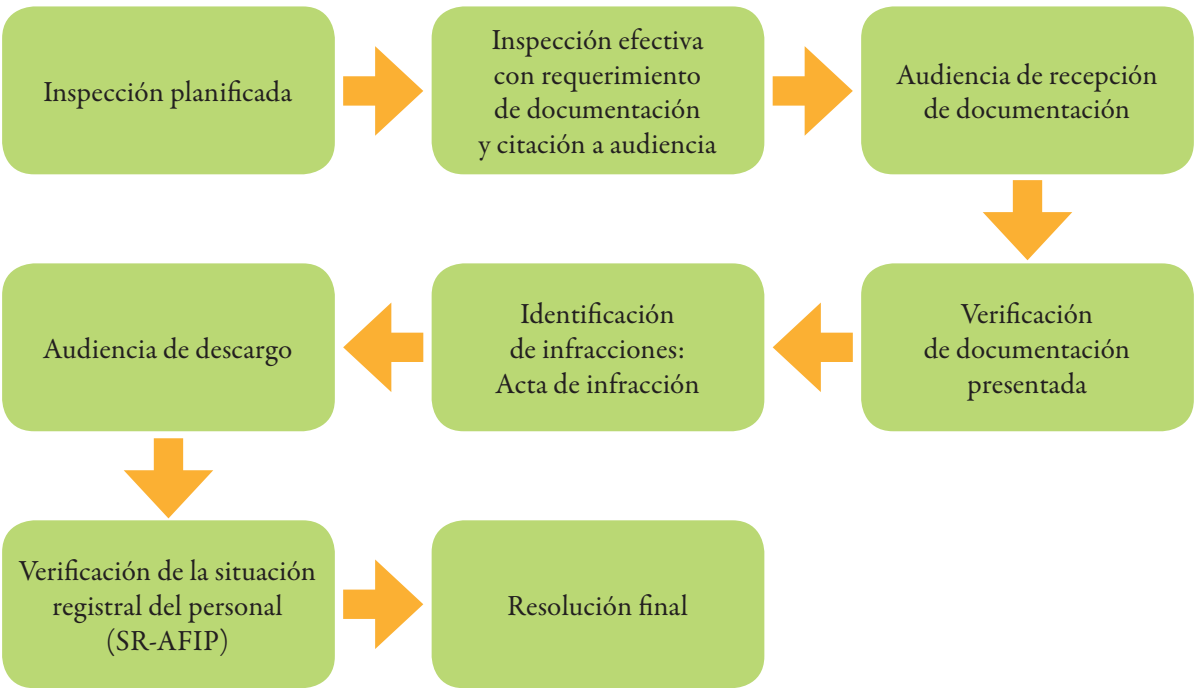 Inspección planificada
Inspección efectiva
con requerimiento
de documentación
y citación a audiencia
Audiencia de recepción
de documentación
Verificación
de documentación
presentada
Identificación
de infracciones:
Acta de infracción
Audiencia de descargo
Verificación de la situación
registral del personal
(SR-AFIP)
Resolución final